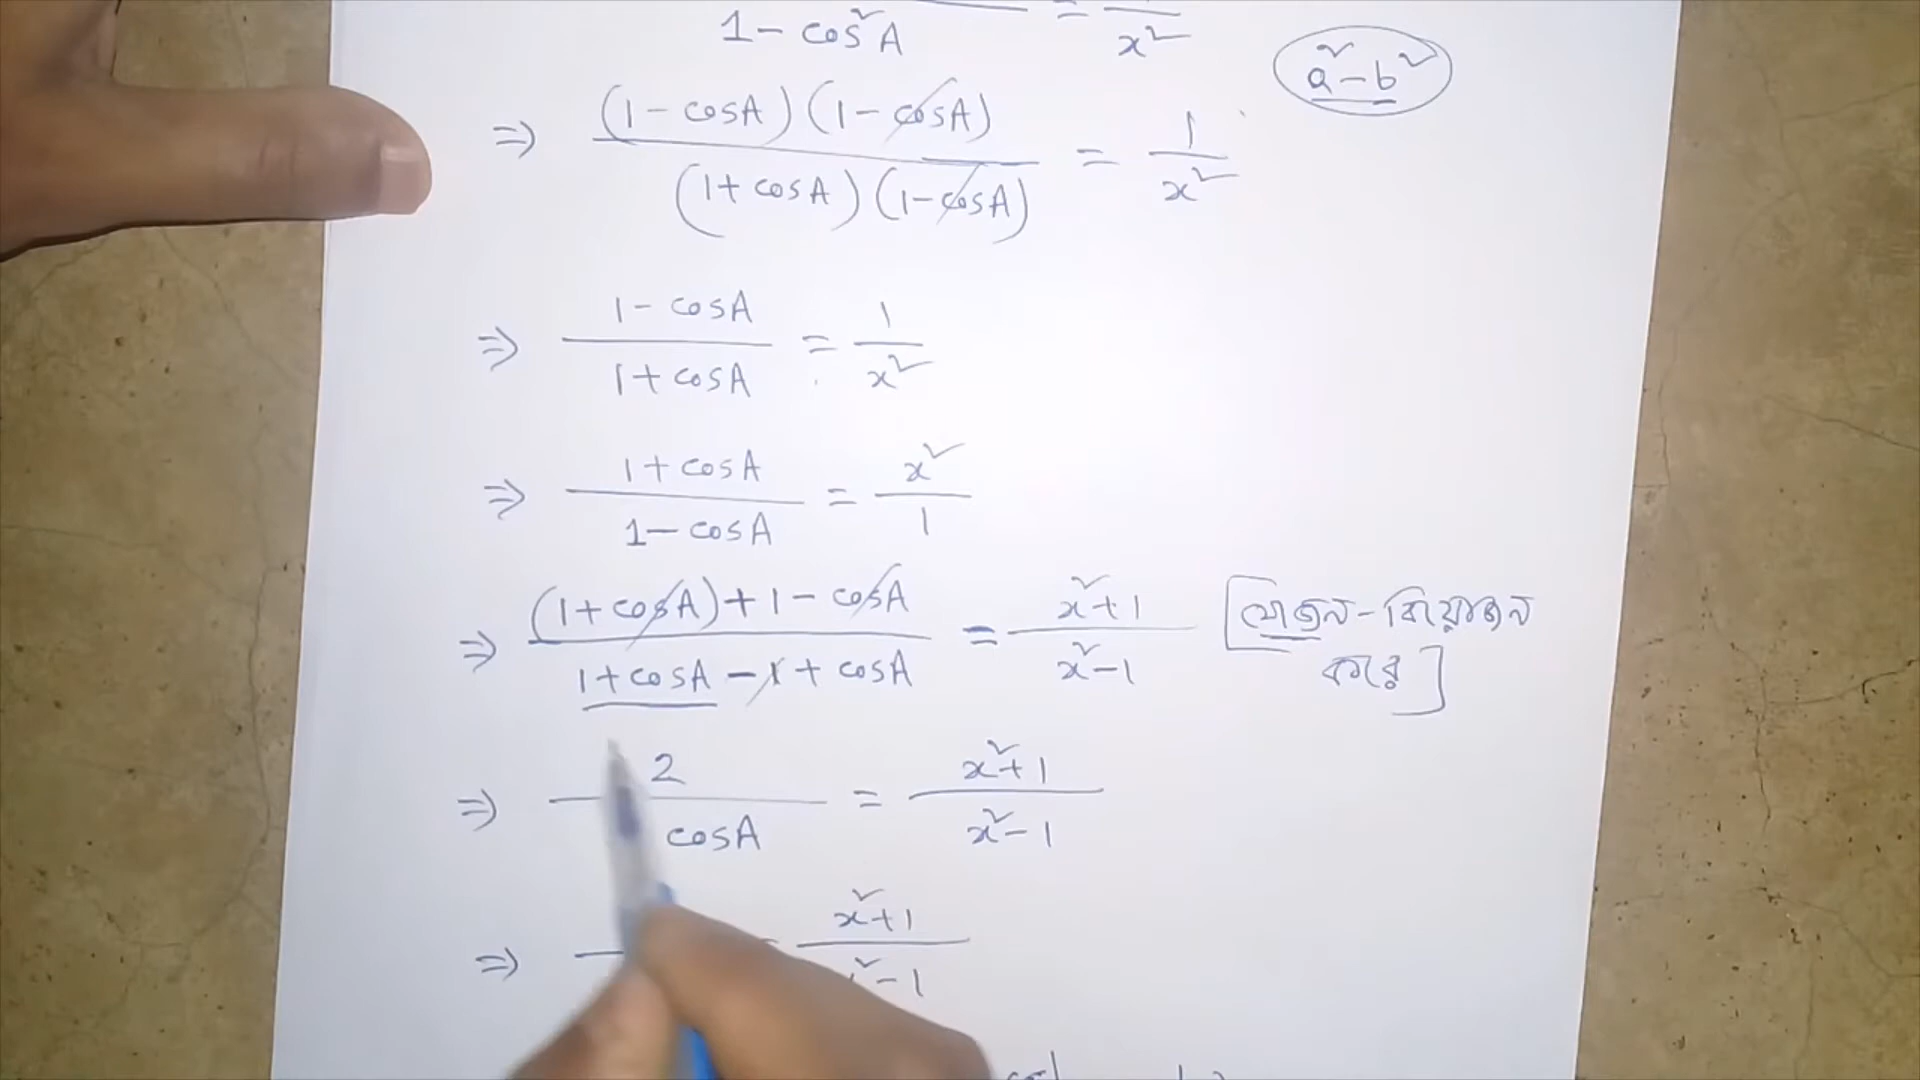 1 - cos²A = x²
a² - b²
⇒ (1 - cosA)(1 - cosA) / (1 + cosA)(1 - cosA) = 1 / x²
⇒ 1 - cosA / 1 + cosA = 1 / x²
⇒ 1 + cosA / 1 - cosA = x² / 1
⇒ (1 + cosA) + 1 - cosA / 1 + cosA - 1 + cosA = x² + 1 / x² - 1 [যোজন-বিয়োজন
করে]
⇒ 2 / cosA = x² + 1 / x² - 1
⇒ x² + 1 / ² - 1